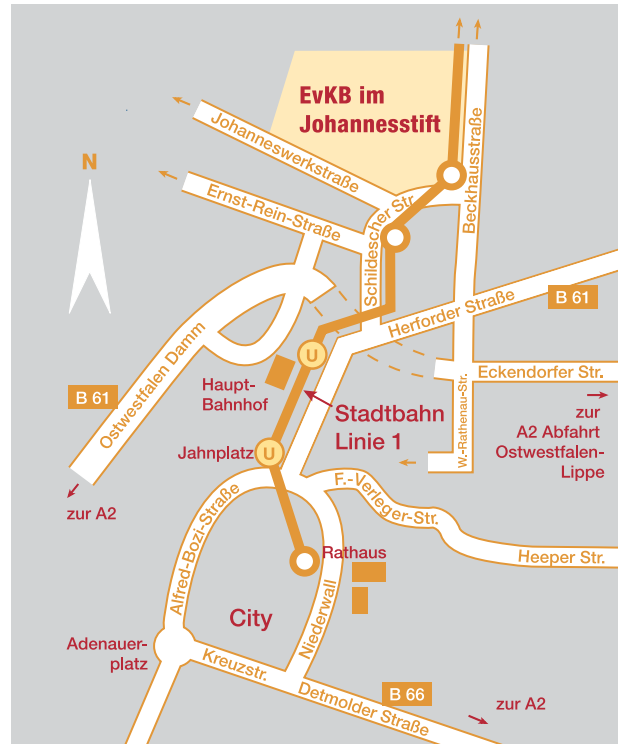 EvKB im
Johannesstift
Johanneswerkstraße
Beckhausstraße
N
Ernst-Rein-Straße
Schildescher Str.
Herforder Straße
B 61
Ostwestfalen Damm
B 61
U
Haupt-
Bahnhof
Eckendorfer Str.
W.-Rathenau-Str.
zur
A2 Abfahrt
Ostwestfalen-
Lippe
Stadtbahn
Linie 1
Jahnplatz
U
zur A2
F.-Verleger-Str.
Heeper Str.
Alfred-Bozi-Straße
Rathaus
Niederwall
City
Adenauer-
platz
Kreuzstr.
Detmolder Straße
B 66
zur A2